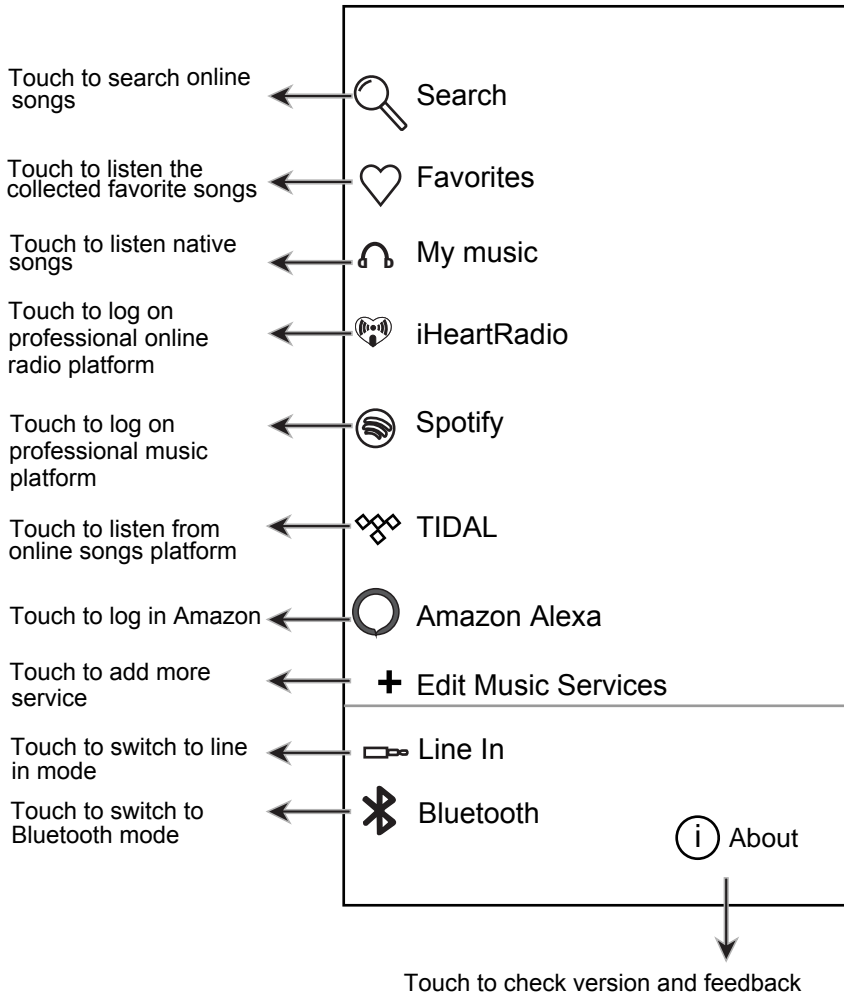 Touch to search online
songs
Search
Touch to listen the
collected favorite songs
Favorites
Touch to listen native
songs
My music
Touch to log on
professional online
radio platform
iHeartRadio
Touch to log on
professional music
platform
Spotify
Touch to listen from
online songs platform
TIDAL
Touch to log in Amazon
Amazon Alexa
Touch to add more
service
+ Edit Music Services
Touch to switch to line
in mode
Line In
Touch to switch to
Bluetooth mode
Bluetooth
i About
Touch to check version and feedback